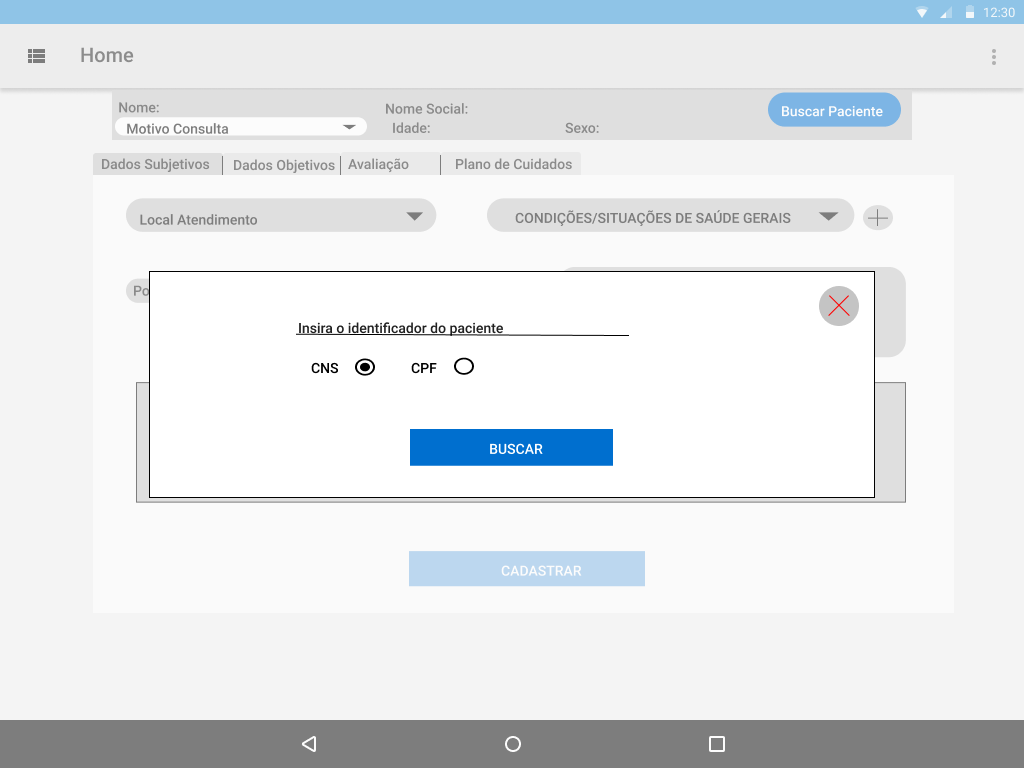 12:30
Home
Nome:
Nome Social:
Buscar Paciente
Motivo Consulta
Idade:
Sexo:
Dados Subjetivos
Dados Objetivos
Avaliação
Plano de Cuidados
Local Atendimento
CONDIÇÕES/SITUAÇÕES DE SAÚDE GERAIS
Po
Insira o identificador do paciente
CNS
CPF
BUSCAR
CADASTRAR